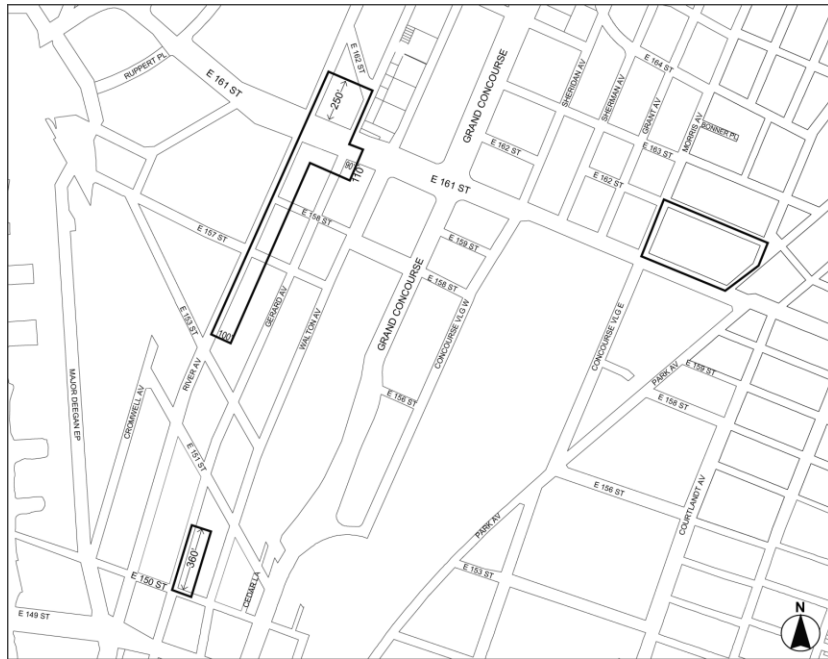 RUPPERT PL
E 161 ST
E 162 ST
250'
GRAND CONCOURSE
SHERIDAN AV
SHERMAN AV
E 164 ST
GRANT AV
MORRIS AV
BONNER PL
E 163 ST
E 162 ST
E 162 ST
90'
110'
E 161 ST
E 157 ST
E 158 ST
E 159 ST
E 158 ST
GRAND CONCOURSE
CONCOURSE VLG W
E 153 ST
GERARD AV
WALTON AV
100'
RIVER AV
MAJOR DEEGAN EP
CROMWELL AV
CONCOURSE VLG E
PARK AV
E 159 ST
E 158 ST
E 156 ST
E 151 ST
E 156 ST
COURTLANDT AV
PARK AV
360'
E 150 ST
CEDAR LA
E 153 ST
E 149 ST
N